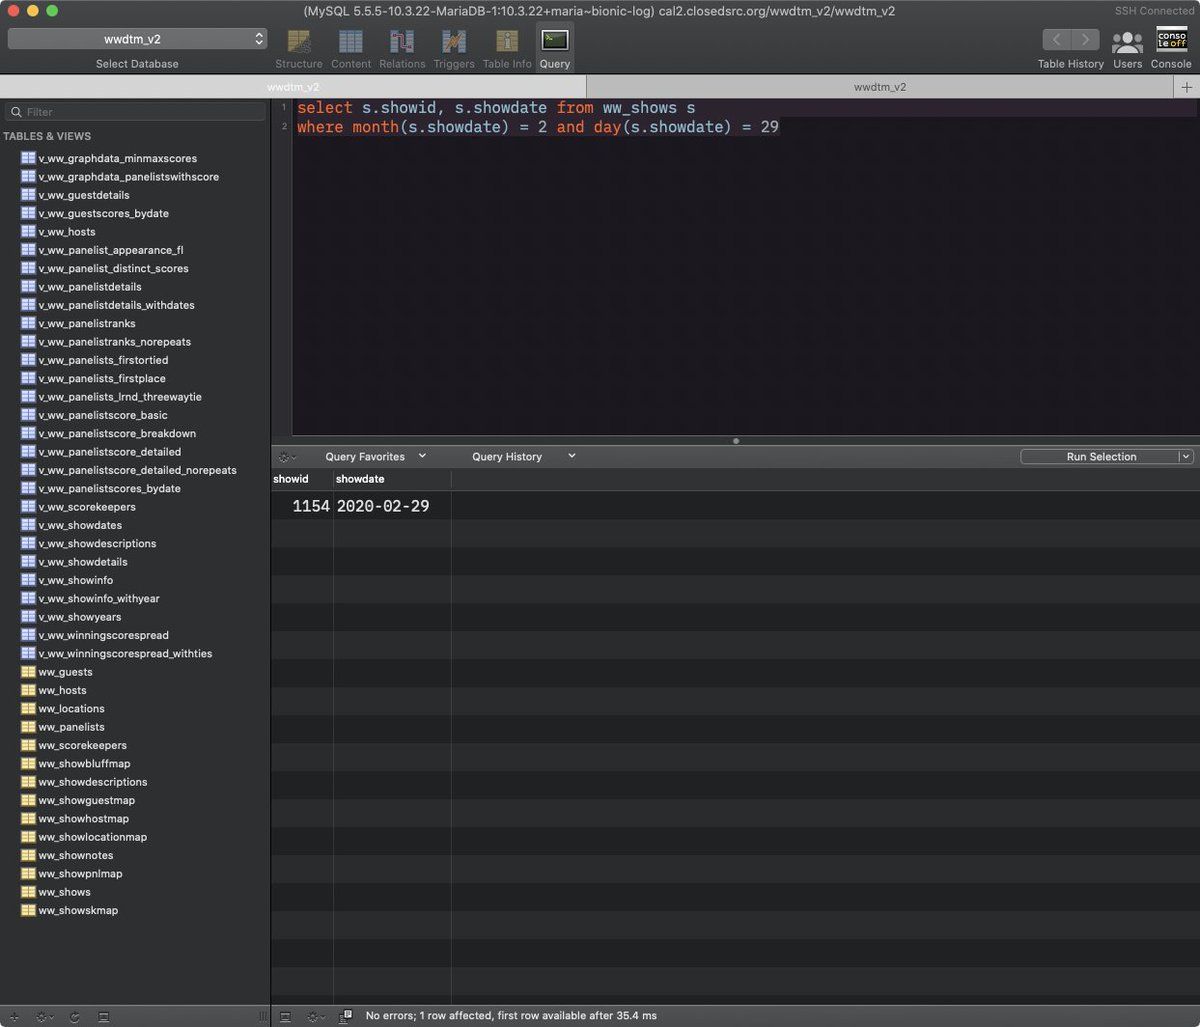 (MySQL 5.5.5-10.3.22-MariaDB-1:10.3.22+maria~bionic-log) cal2.closedsrc.org/wwdtm_v2/wwdtm_v2
SSH Connected
wwdtm_v2
Select Database
Structure
Content
Relations
Triggers
Table Info
Query
Table History
Users
conso
le off
Console
wwdtm_v2
wwdtm_v2
Filter
TABLES & VIEWS
v_ww_graphdata_minmaxscores
v_ww_graphdata_panelistswithscore
v_ww_guestdetails
v_ww_guestscores_bydate
v_ww_hosts
v_ww_panelist_appearance_fl
v_ww_panelist_distinct_scores
v_ww_panelistdetails
v_ww_panelistdetails_withdates
v_ww_panelistranks
v_ww_panelistranks_norepeats
v_ww_panelists_firstortied
v_ww_panelists_firstplace
v_ww_panelists_lrnd_threewaytie
v_ww_panelistscore_basic
v_ww_panelistscore_breakdown
v_ww_panelistscore_detailed
v_ww_panelistscore_detailed_norepeats
v_ww_panelistscores_bydate
v_ww_scorekeepers
v_ww_showdates
v_ww_showdescriptions
v_ww_showdetails
v_ww_showinfo
v_ww_showinfo_withyear
v_ww_showyears
v_ww_winningscorespread
v_ww_winningscorespread_withties
ww_guests
ww_hosts
ww_locations
ww_panelists
ww_scorekeepers
ww_showbluffmap
ww_showdescriptions
ww_showguestmap
ww_showhostmap
ww_showlocationmap
ww_shownotes
ww_showpnlmap
ww_shows
ww_showskmap
1 select s.showid, s.showdate from ww_shows s
2 where month(s.showdate) = 2 and day(s.showdate) = 29
Query Favorites
Query History
Run Selection
showid showdate
1154 2020-02-29
No errors; 1 row affected, first row available after 35.4 ms